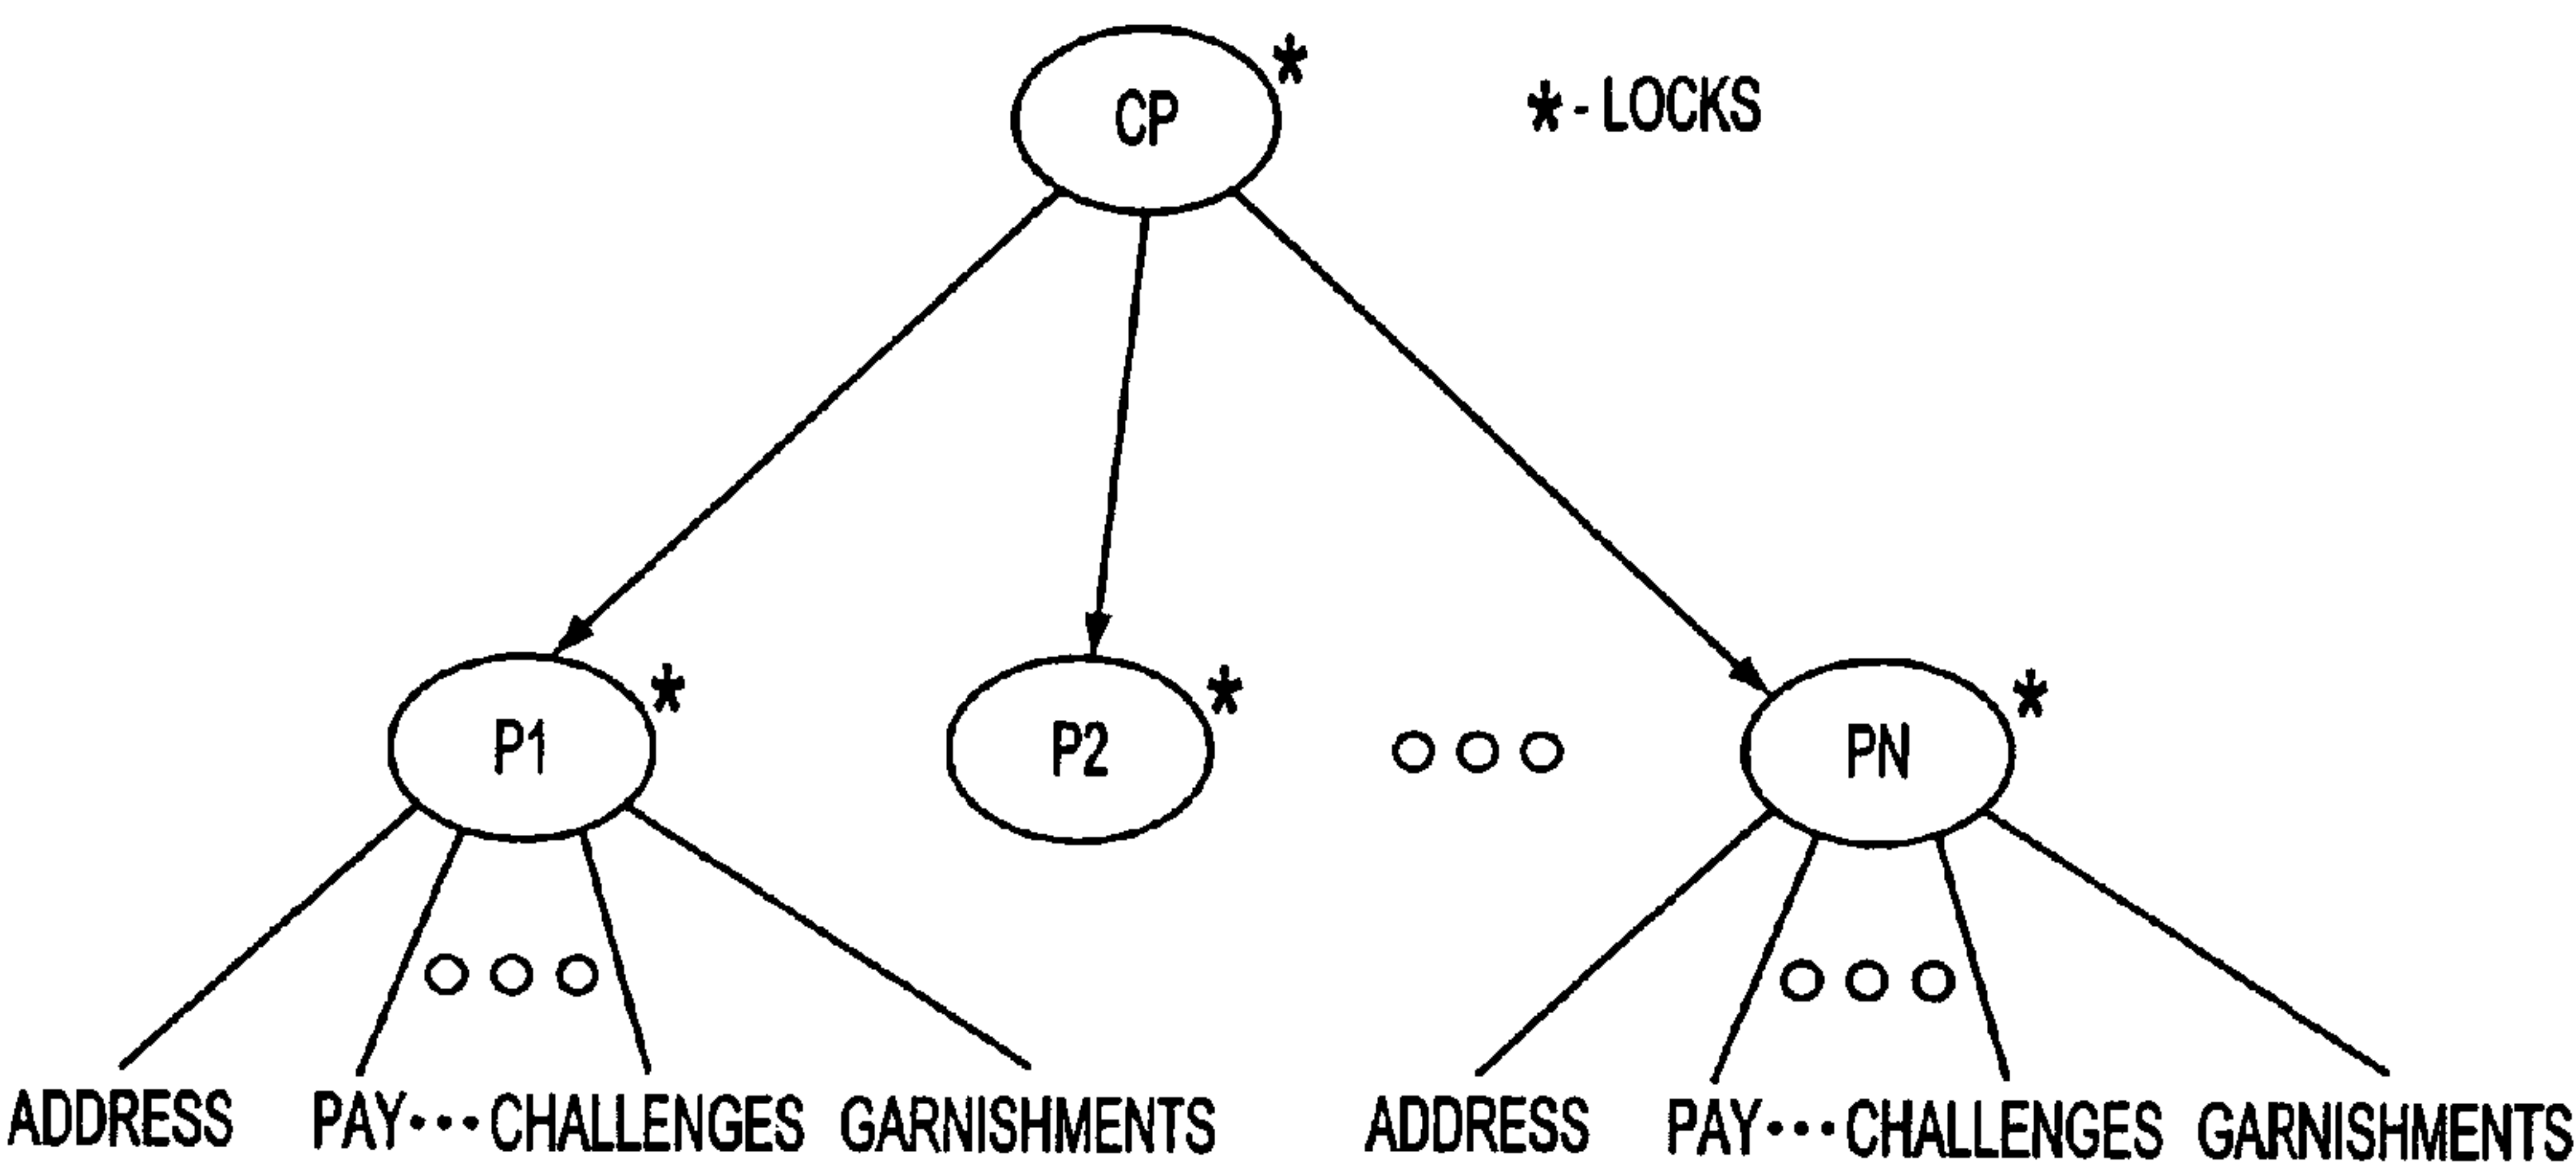 CP*
*-LOCKS
P1*
P2*
PN*
ADDRESS PAY•••CHALLENGES GARNISHMENTS
ADDRESS PAY•••CHALLENGES GARNISHMENTS